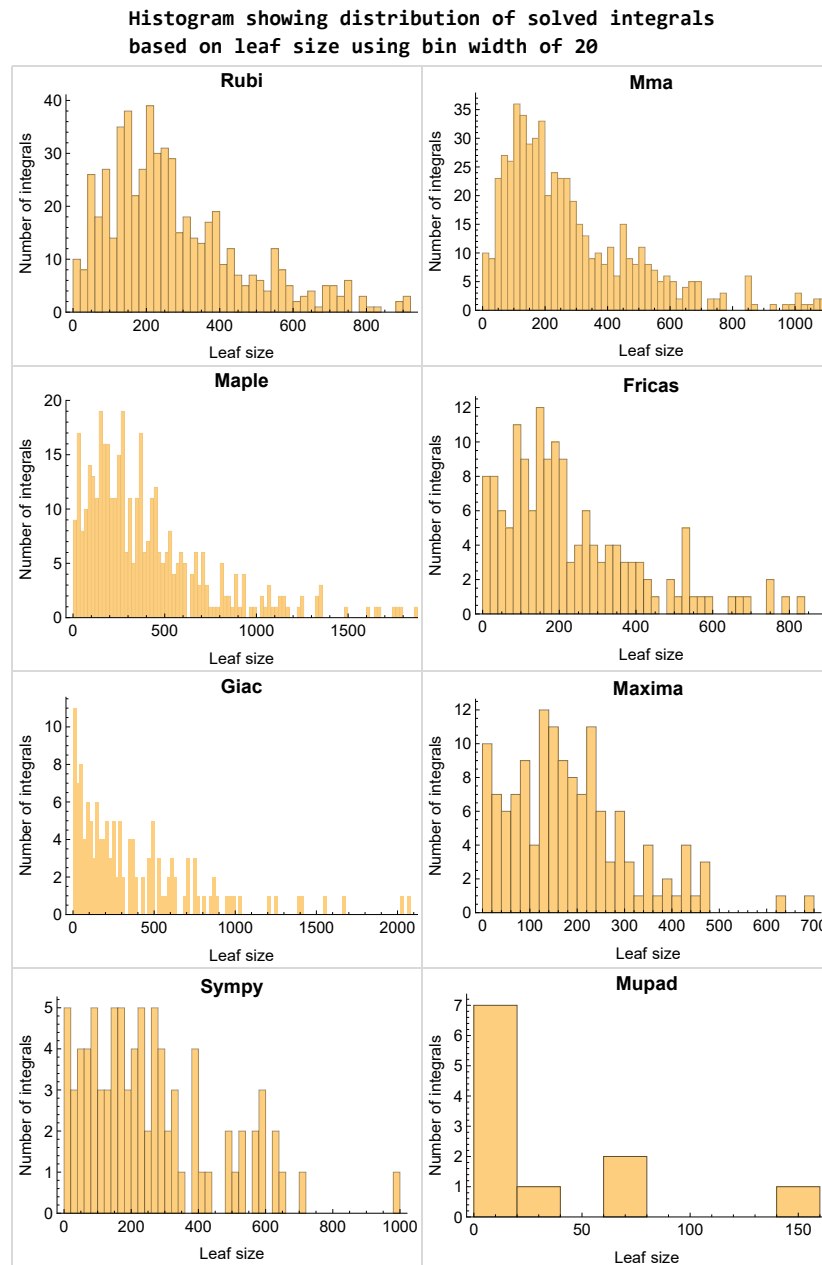 Histogram showing distribution of solved integrals
based on leaf size using bin width of 20
Rubi
Number of integrals
40
30
20
10
0
0 200 400 600 800
Leaf size
Mma
Number of integrals
35
30
25
20
15
10
5
0
0 200 400 600 800 1000
Leaf size
Maple
Number of integrals
20
15
10
5
0
0 500 1000 1500
Leaf size
Fricas
Number of integrals
12
10
8
6
4
2
0
0 200 400 600 800
Leaf size
Giac
Number of integrals
10
8
6
4
2
0
0 500 1000 1500 2000
Leaf size
Maxima
Number of integrals
12
10
8
6
4
2
0
0 100 200 300 400 500 600 700
Leaf size
Sympy
Number of integrals
5
4
3
2
1
0
0 200 400 600 800 1000
Leaf size
Mupad
Number of integrals
7
6
5
4
3
2
1
0
0 50 100 150
Leaf size